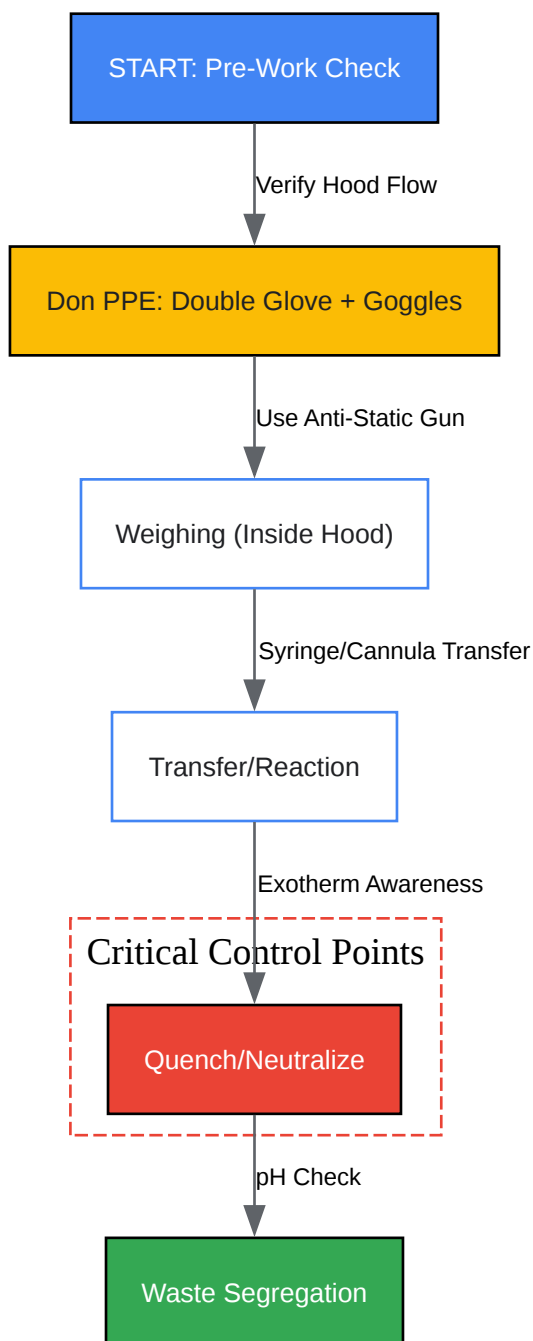 START: Pre-Work Check
Verify Hood Flow
Don PPE: Double Glove + Goggles
Use Anti-Static Gun
Weighing (Inside Hood)
Syringe/Cannula Transfer
Transfer/Reaction
Exotherm Awareness
Critical Control Points
Quench/Neutralize
pH Check
Waste Segregation